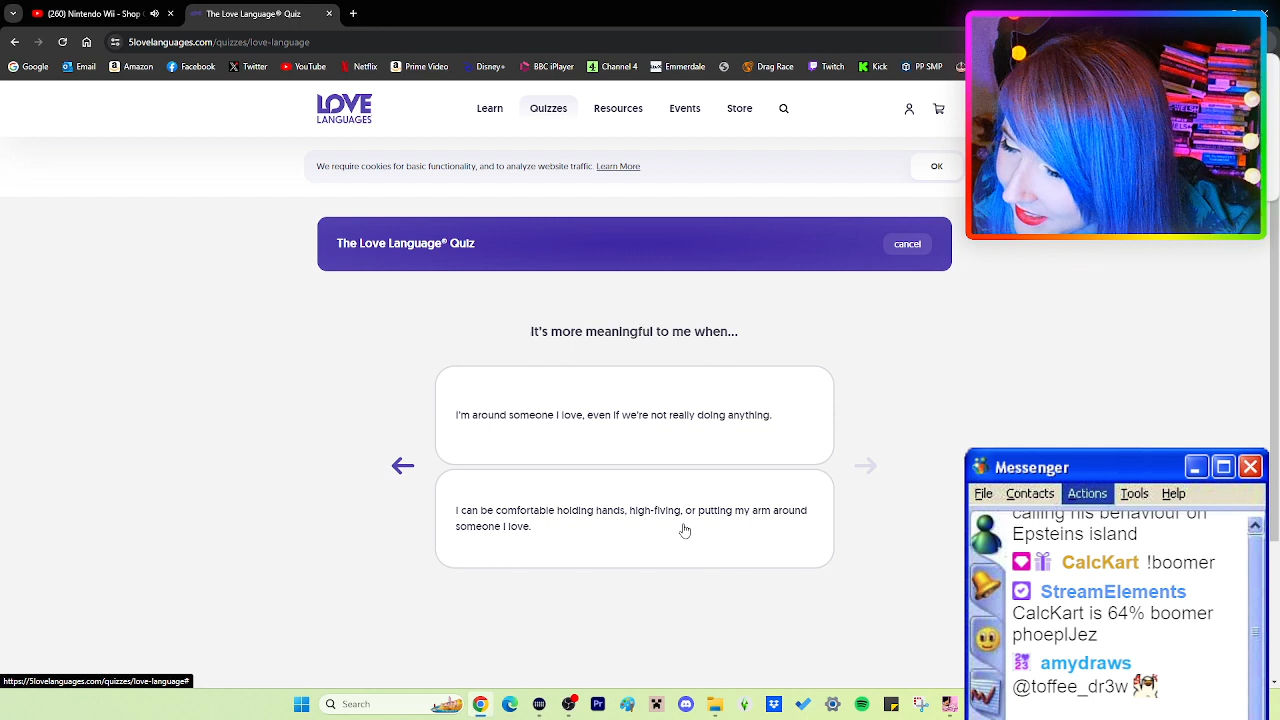 (260) Nintendo Wii - Shop
The Love Language® Quiz
5lovelanguages.com/quizzes/love-language
Google Email Amazon Facebook Twitter YouTube Netflix Prime Video Disney+ Channel 4 Emmerdale Drag Race Twitch Kick PP SMP
LOVE
LANGUAGES
Learn Quizzes Resources Events Store
We require cookies for basic functionality, and to analyze website traffic. Learn More
OK
The Love Language® Quiz
cancel
It's more meaningful to me when...
I'm around someone I love, even if we're not really doing anything.
I can be comfortable holding hands, high-fiving, or putting my arm around
someone I love.
Messenger
File Contacts Actions Tools Help
calling his behaviour on
Epsteins island
CalcKart !boomer
StreamElements
CalcKart is 64% boomer
phoeplJez
amydraws
@toffee_dr3w
https://5lovelanguages.com/quizzes/love-language#
Search